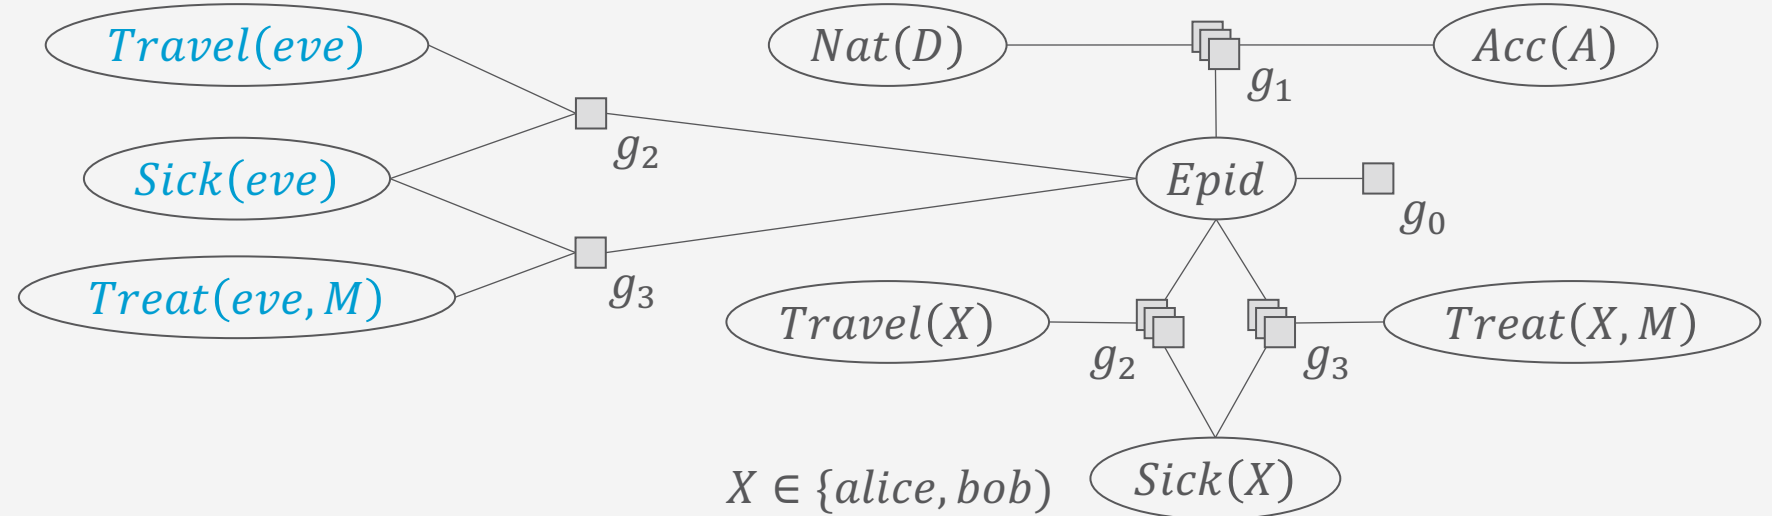 Travel(eve)
Nat(D)
Acc(A)
g₁
g₂
Sick(eve)
Epid
g₀
g₃
Treat(eve, M)
Travel(X)
Treat(X, M)
g₂
g₃
X ∈ {alice, bob)
Sick(X)